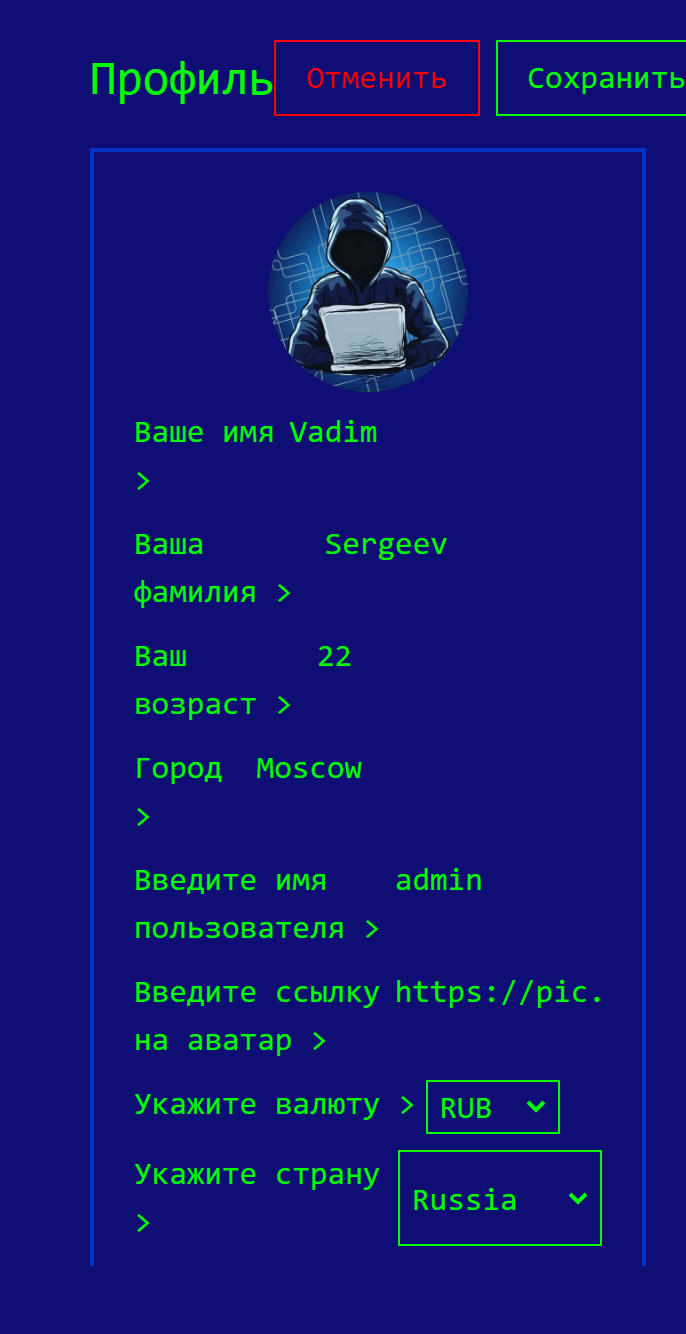 Профиль Отменить Сохранить
Ваше имя Vadim
>
Ваша Sergeev
фамилия >
Ваш 22
возраст >
Город Moscow
>
Введите имя admin
пользователя >
Введите ссылку https://pic.
на аватар >
Укажите валюту > RUB
Укажите страну Russia
>